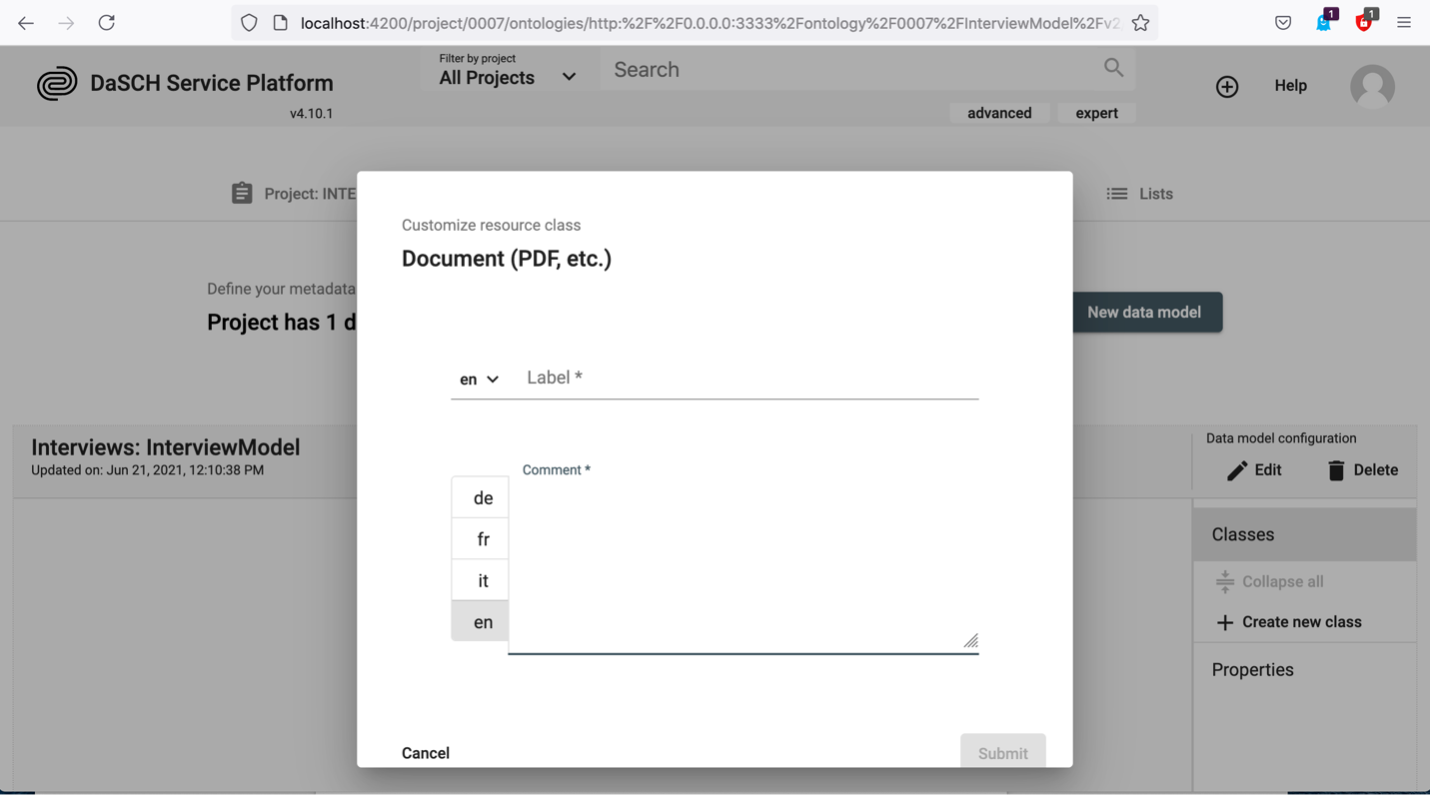 localhost:4200/project/0007/ontologies/http:%2F%2F0.0.0.0:3333%2Fontology%2F0007%2FInterviewModel%2Fv2
1
1
DaSCH Service Platform
v4.10.1
Filter by project
All Projects
Search
advanced
expert
Help
Project: INTE
Lists
Define your metadata
Project has 1 d
New data model
Customize resource class
Document (PDF, etc.)
en
Label *
Comment *
de
fr
it
en
Cancel
Submit
Interviews: InterviewModel
Updated on: Jun 21, 2021, 12:10:38 PM
Data model configuration
Edit
Delete
Classes
Collapse all
Create new class
Properties